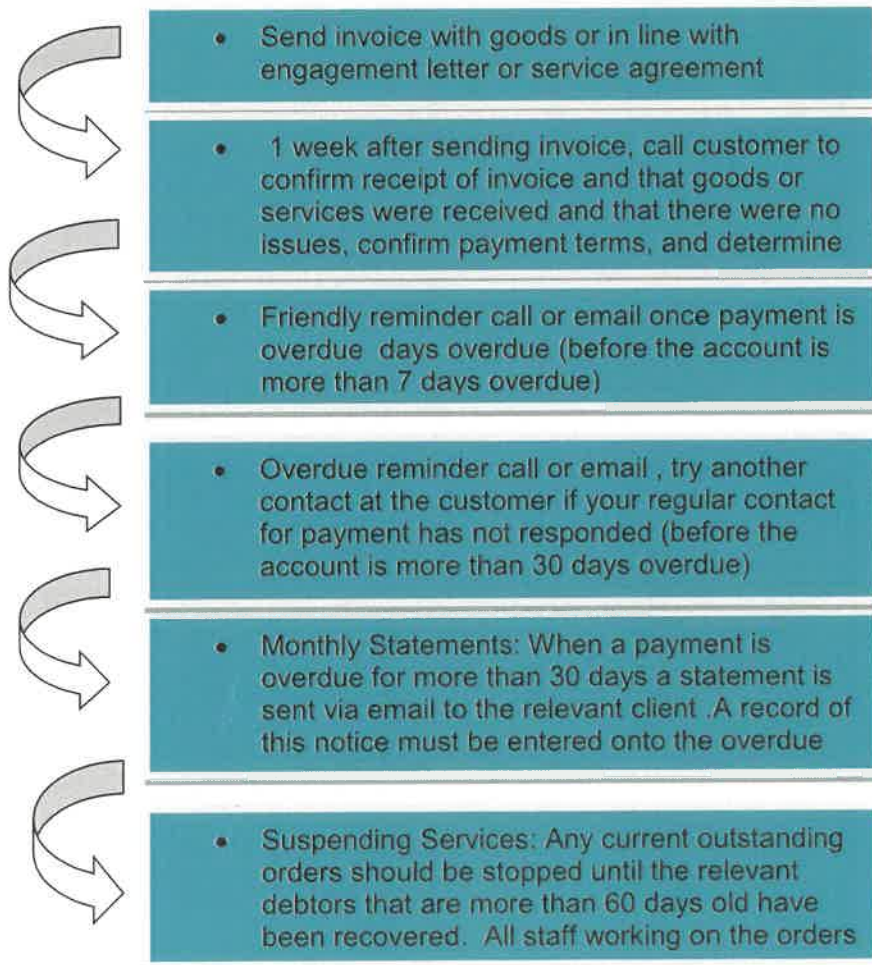 • Send invoice with goods or in line with
engagement letter or service agreement
• 1 week after sending invoice, call customer to
confirm receipt of invoice and that goods or
services were received and that there were no
issues, confirm payment terms, and determine
• Friendly reminder call or email once payment is
overdue days overdue (before the account is
more than 7 days overdue)
• Overdue reminder call or email , try another
contact at the customer if your regular contact
for payment has not responded (before the
account is more than 30 days overdue)
• Monthly Statements: When a payment is
overdue for more than 30 days a statement is
sent via email to the relevant client .A record of
this notice must be entered onto the overdue
• Suspending Services: Any current outstanding
orders should be stopped until the relevant
debtors that are more than 60 days old have
been recovered. All staff working on the orders